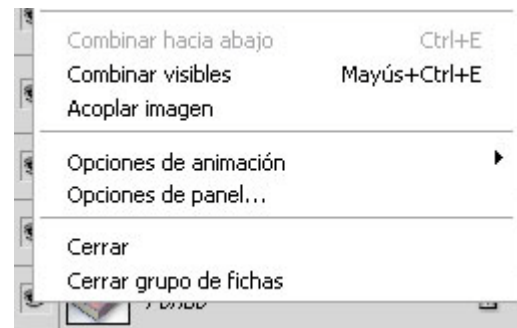 Combinar hacia abajo Ctrl+E
Combinar visibles Mayús+Ctrl+E
Acoplar imagen
Opciones de animación
Opciones de panel...
Cerrar
Cerrar grupo de fichas